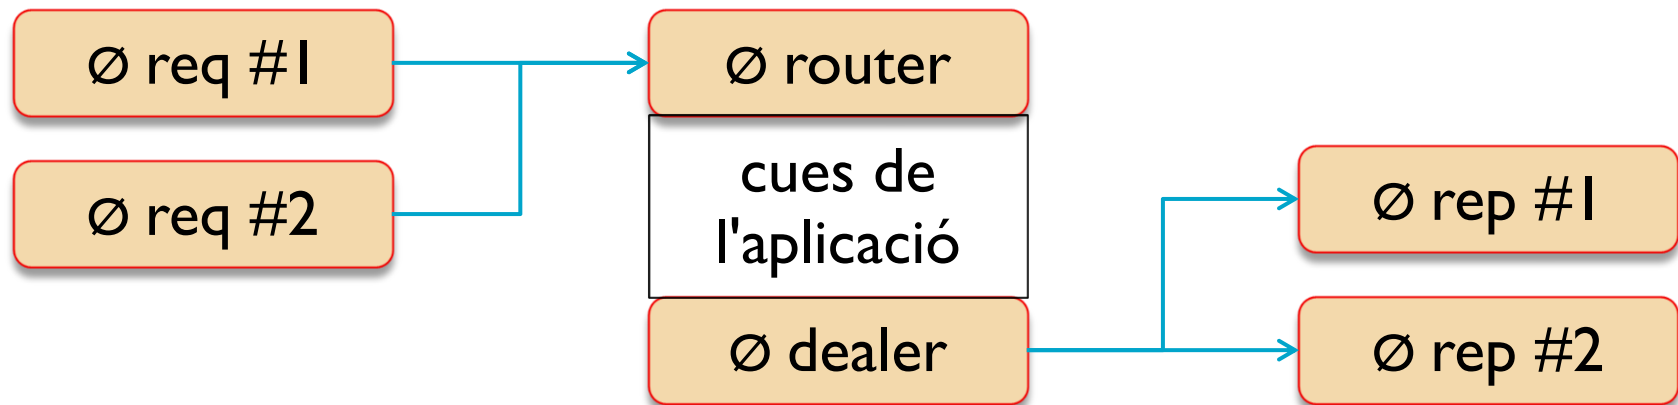 Ø req #1
Ø req #2
Ø router
cues de
l'aplicació
Ø dealer
Ø rep #1
Ø rep #2